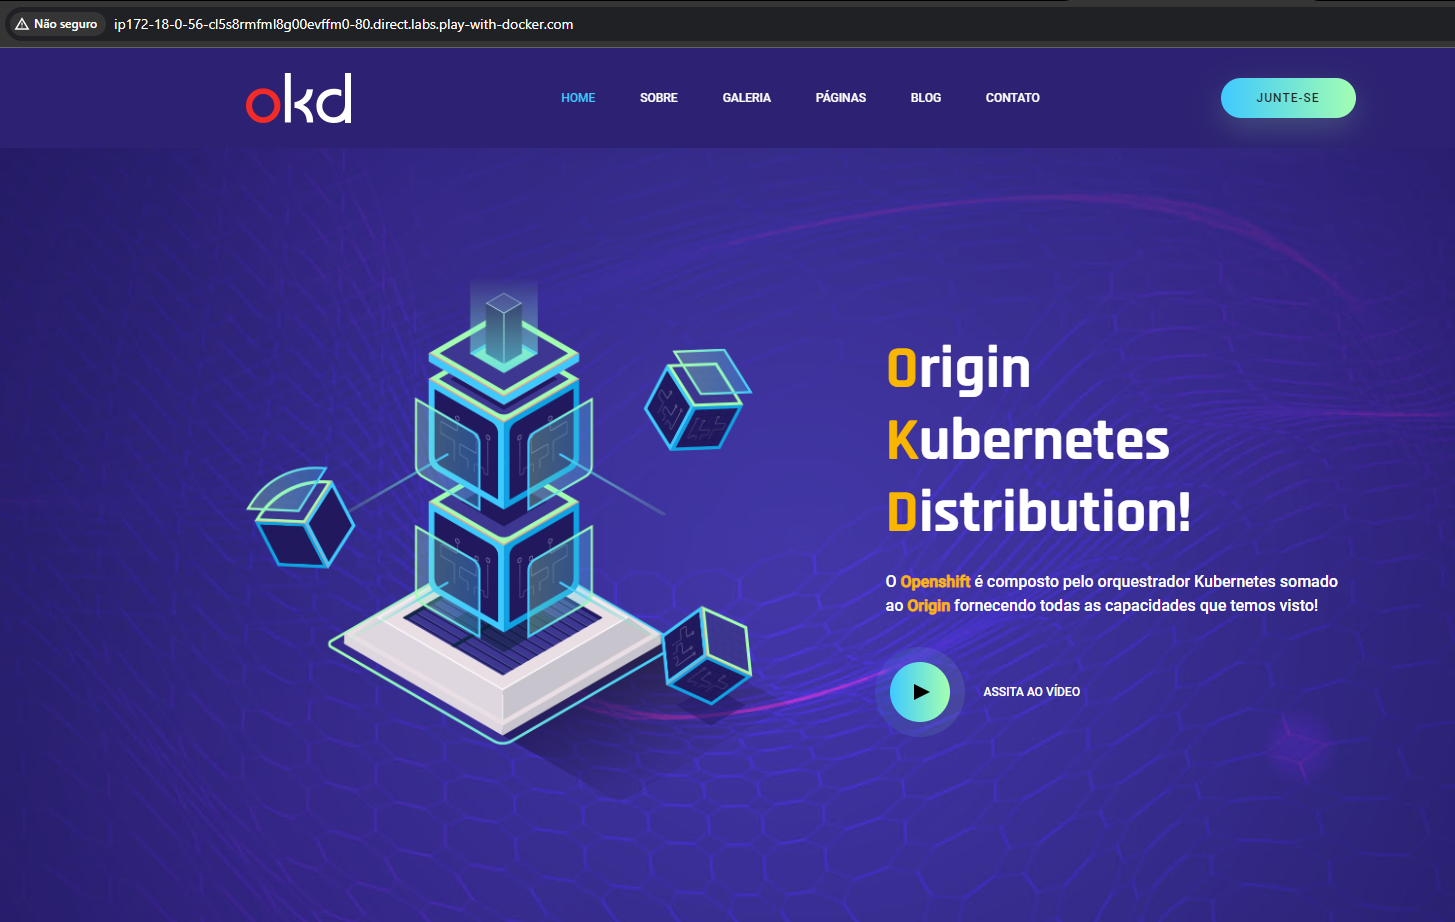 Não seguro ip172-18-0-56-cl5s8rmfml8g00evffm0-80.direct.labs.play-with-docker.com
okd HOME SOBRE GALERIA PÁGINAS BLOG CONTATO JUNTE-SE
Origin
Kubernetes
Distribution!
O Openshift é composto pelo orquestrador Kubernetes somado
ao Origin fornecendo todas as capacidades que temos visto!
ASSITA AO VÍDEO